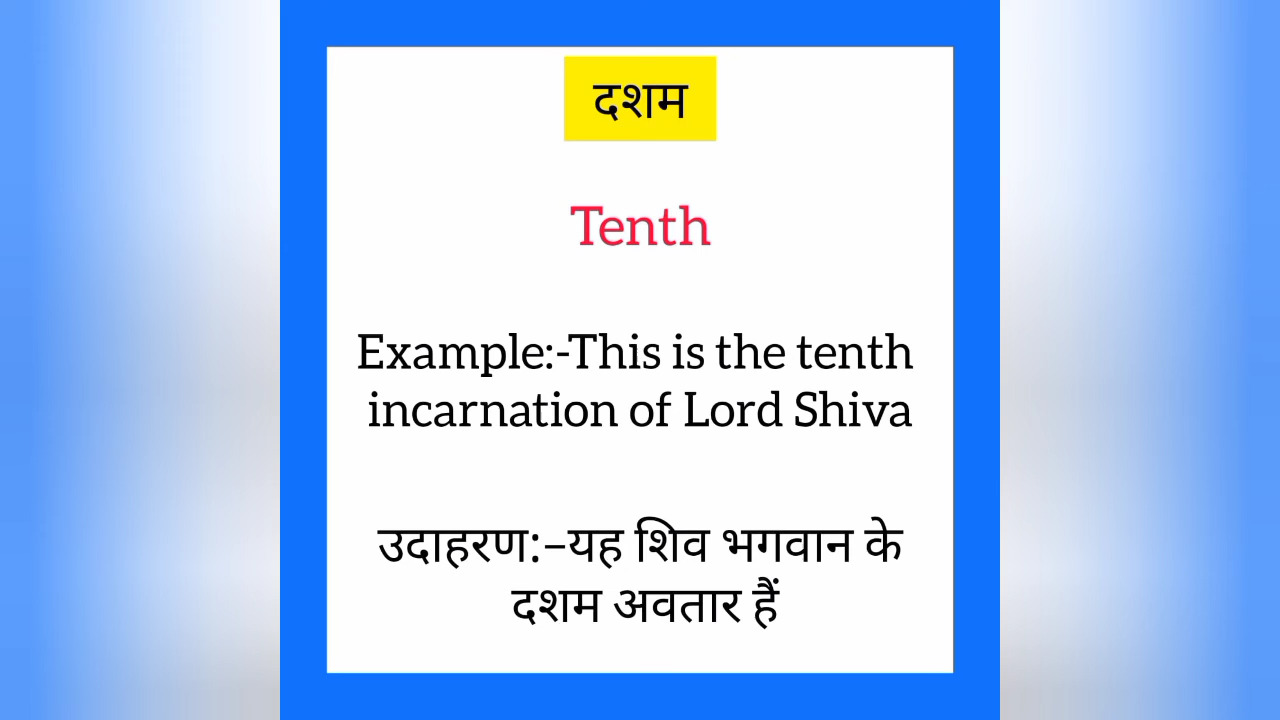 दशम
Tenth
Example:-This is the tenth
incarnation of Lord Shiva
उदाहरण:–यह शिव भगवान के
दशम अवतार हैं